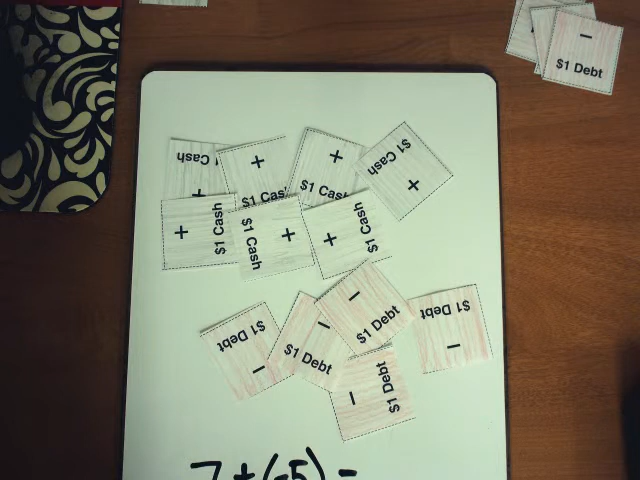 –
$1 Debt
$1 Cash
+
+
$1 Cash
+
$1 Cash
$1 Cash
+
+
$1 Cash
$1 Cash
+
+
$1 Cash
$1 Debt
–
–
$1 Debt
–
$1 Debt
$1 Debt
–
–
$1 Debt
7 + (-5) =